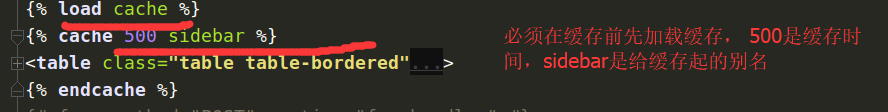 {% load cache %}
{% cache 500 sidebar %}
<table class="table table-bordered"...>
{% endcache %}
必须在缓存前先加载缓存， 500是缓存时
间，sidebar是给缓存起的别名